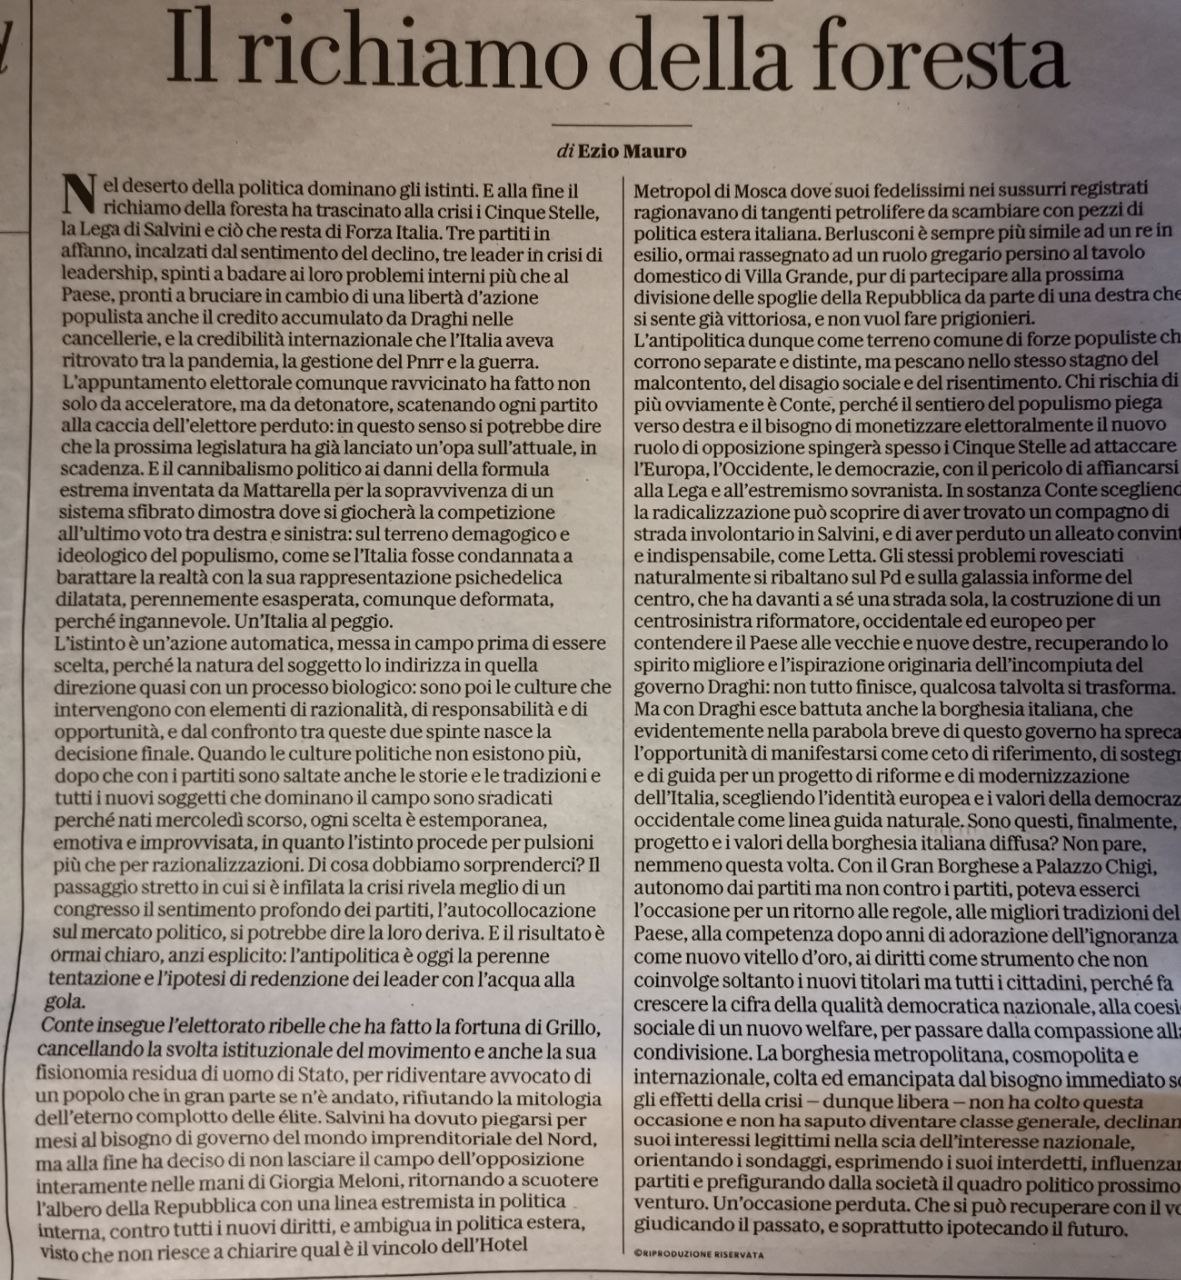 Il richiamo della foresta
di Ezio Mauro
Nel deserto della politica dominano gli istinti. E alla fine il
richiamo della foresta ha trascinato alla crisi i Cinque Stelle,
la Lega di Salvini e ciò che resta di Forza Italia. Tre partiti in
affanno, incalzati dal sentimento del declino, tre leader in crisi di
leadership, spinti a badare ai loro problemi interni più che al
Paese, pronti a bruciare in cambio di una libertà d'azione
populista anche il credito accumulato da Draghi nelle
cancellerie, e la credibilità internazionale che l'Italia aveva
ritrovato tra la pandemia, la gestione del Pnrr e la guerra.
L'appuntamento elettorale comunque ravvicinato ha fatto non
solo da acceleratore, ma da detonatore, scatenando ogni partito
alla caccia dell'elettore perduto: in questo senso si potrebbe dire
che la prossima legislatura ha già lanciato un'opa sull'attuale, in
scadenza. E il cannibalismo politico ai danni della formula
estrema inventata da Mattarella per la sopravvivenza di un
sistema sfibrato dimostra dove si giocherà la competizione
all'ultimo voto tra destra e sinistra: sul terreno demagogico e
ideologico del populismo, come se l'Italia fosse condannata a
barattare la realtà con la sua rappresentazione psichedelica
dilatata, perennemente esasperata, comunque deformata,
perché ingannevole. Un'Italia al peggio.
L'istinto è un'azione automatica, messa in campo prima di essere
scelta, perché la natura del soggetto lo indirizza in quella
direzione quasi con un processo biologico: sono poi le culture che
intervengono con elementi di razionalità, di responsabilità e di
opportunità, e dal confronto tra queste due spinte nasce la
decisione finale. Quando le culture politiche non esistono più,
dopo che con i partiti sono saltate anche le storie e le tradizioni e
tutti i nuovi soggetti che dominano il campo sono sradicati
perché nati mercoledì scorso, ogni scelta è estemporanea,
emotiva e improvvisata, in quanto l'istinto procede per pulsioni
più che per razionalizzazioni. Di cosa dobbiamo sorprenderci? Il
passaggio stretto in cui si è infilata la crisi rivela meglio di un
congresso il sentimento profondo dei partiti, l'autocollocazione
sul mercato politico, si potrebbe dire la loro deriva. E il risultato è
ormai chiaro, anzi esplicito: l'antipolitica è oggi la perenne
tentazione e l'ipotesi di redenzione dei leader con l'acqua alla
gola.
Conte insegue l'elettorato ribelle che ha fatto la fortuna di Grillo,
cancellando la svolta istituzionale del movimento e anche la sua
fisionomia residua di uomo di Stato, per ridiventare avvocato di
un popolo che in gran parte se n'è andato, rifiutando la mitologia
dell'eterno complotto delle élite. Salvini ha dovuto piegarsi per
mesi al bisogno di governo del mondo imprenditoriale del Nord,
ma alla fine ha deciso di non lasciare il campo dell'opposizione
interamente nelle mani di Giorgia Meloni, ritornando a scuotere
l'albero della Repubblica con una linea estremista in politica
interna, contro tutti i nuovi diritti, e ambigua in politica estera,
visto che non riesce a chiarire qual è il vincolo dell'Hotel
Metropol di Mosca dove suoi fedelissimi nei sussurri registrati
ragionavano di tangenti petrolifere da scambiare con pezzi di
politica estera italiana. Berlusconi è sempre più simile ad un re in
esilio, ormai rassegnato ad un ruolo gregario persino al tavolo
domestico di Villa Grande, pur di partecipare alla prossima
divisione delle spoglie della Repubblica da parte di una destra che
si sente già vittoriosa, e non vuol fare prigionieri.
L'antipolitica dunque come terreno comune di forze populiste ch
corrono separate e distinte, ma pescano nello stesso stagno del
malcontento, del disagio sociale e del risentimento. Chi rischia di
più ovviamente è Conte, perché il sentiero del populismo piega
verso destra e il bisogno di monetizzare elettoralmente il nuovo
ruolo di opposizione spingerà spesso i Cinque Stelle ad attaccare
l'Europa, l'Occidente, le democrazie, con il pericolo di affiancarsi
alla Lega e all'estremismo sovranista. In sostanza Conte sceglien
la radicalizzazione può scoprire di aver trovato un compagno di
strada involontario in Salvini, e di aver perduto un alleato convint
e indispensabile, come Letta. Gli stessi problemi rovesciati
naturalmente si ribaltano sul Pd e sulla galassia informe del
centro, che ha davanti a sé una strada sola, la costruzione di un
centrosinistra riformatore, occidentale ed europeo per
contendere il Paese alle vecchie e nuove destre, recuperando lo
spirito migliore e l'ispirazione originaria dell'incompiuta del
governo Draghi: non tutto finisce, qualcosa talvolta si trasforma.
Ma con Draghi esce battuta anche la borghesia italiana, che
evidentemente nella parabola breve di questo governo ha spreca
l'opportunità di manifestarsi come ceto di riferimento, di sosteg
e di guida per un progetto di riforme e di modernizzazione
dell'Italia, scegliendo l'identità europea e i valori della democraz
occidentale come linea guida naturale. Sono questi, finalmente,
progetto e i valori della borghesia italiana diffusa? Non pare,
nemmeno questa volta. Con il Gran Borghese a Palazzo Chigi,
autonomo dai partiti ma non contro i partiti, poteva esserci
l'occasione per un ritorno alle regole, alle migliori tradizioni del
Paese, alla competenza dopo anni di adorazione dell'ignoranza
come nuovo vitello d'oro, ai diritti come strumento che non
coinvolge soltanto i nuovi titolari ma tutti i cittadini, perché fa
crescere la cifra della qualità democratica nazionale, alla coesi
sociale di un nuovo welfare, per passare dalla compassione all
condivisione. La borghesia metropolitana, cosmopolita e
internazionale, colta ed emancipata dal bisogno immediato s
gli effetti della crisi – dunque libera – non ha colto questa
occasione e non ha saputo diventare classe generale, declinan
suoi interessi legittimi nella scia dell'interesse nazionale,
orientando i sondaggi, esprimendo i suoi interdetti, influenza
partiti e prefigurando dalla società il quadro politico prossimo
venturo. Un'occasione perduta. Che si può recuperare con il v
giudicando il passato, e soprattutto ipotecando il futuro.
©RIPRODUZIONE RISERVATA